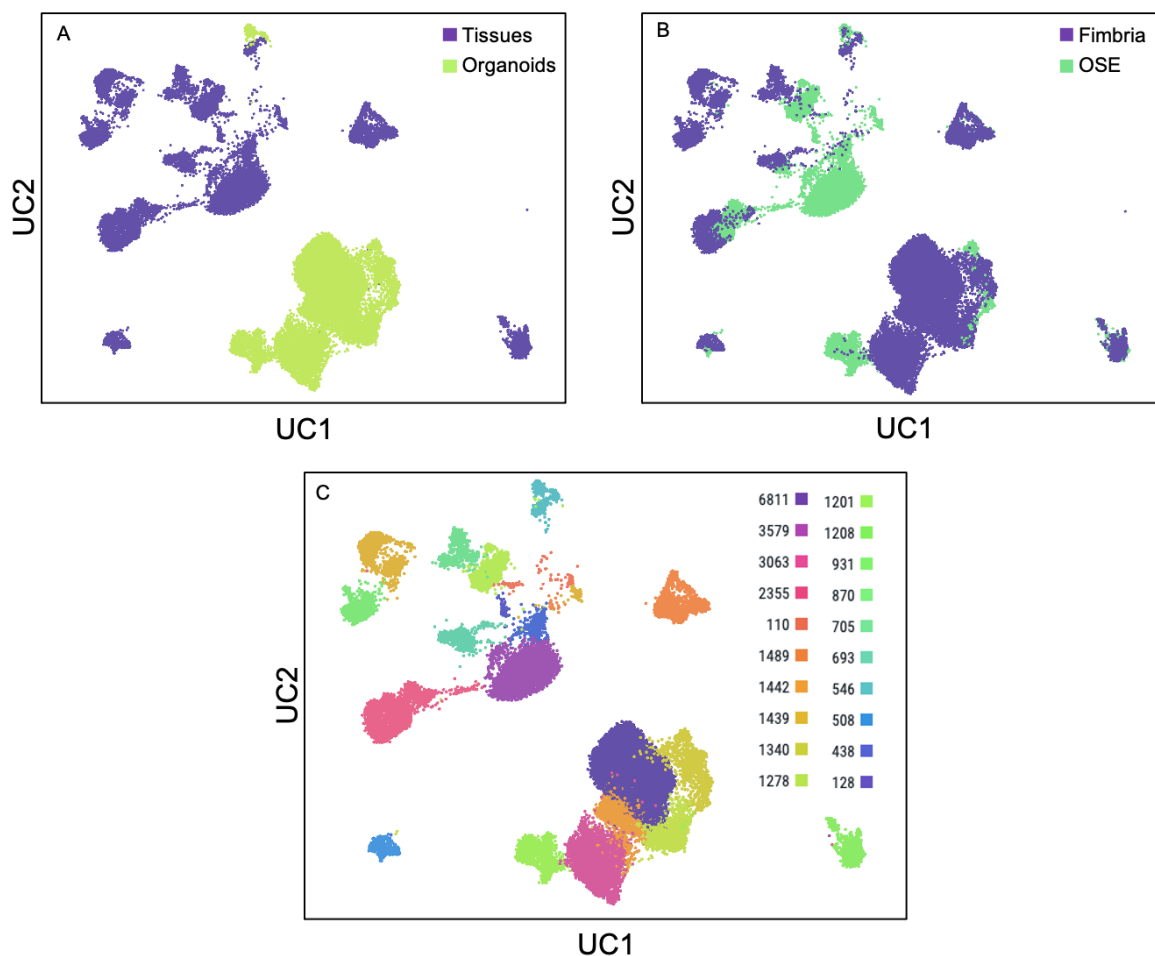 A
Tissues
Organoids
UC2
UC1
B
Fimbria
OSE
UC2
UC1
C
6811 1201
3579 1208
3063 931
2355 870
110 705
1489 693
1442 546
1439 508
1340 438
1278 128
UC2
UC1